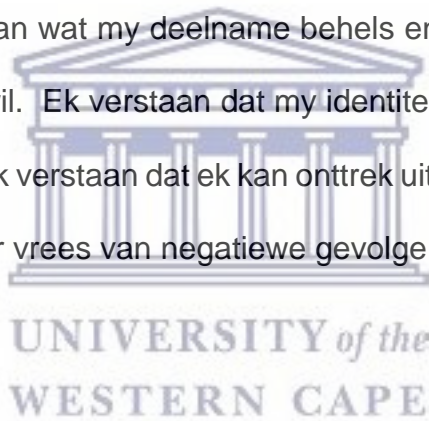 an wat my deelname behels en
il. Ek verstaan dat my identite
k verstaan dat ek kan onttrek uit
r vrees van negatiewe gevolge
UNIVERSITY of the
WESTERN CAPE